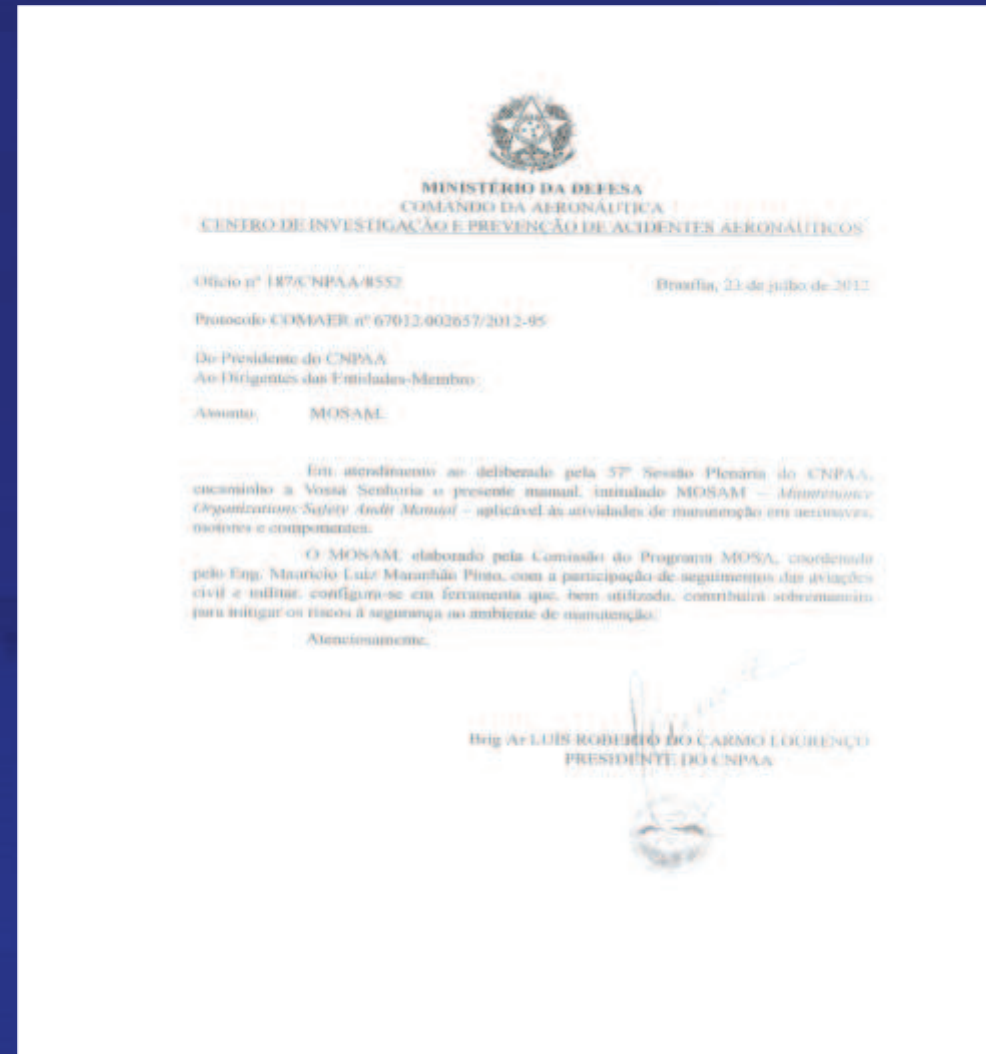 MINISTÉRIO DA DEFESA
COMANDO DA AERONÁUTICA
CENTRO DE INVESTIGAÇÃO E PREVENÇÃO DE ACIDENTES AERONÁUTICOS
Ofício nº 187/CNPAA/8552
Brasília, 23 de julho de 2012
Protocolo COMAER nº 67012.002657/2012-95
Do Presidente do CNPAA
Ao Dirigentes das Entidades-Membro
Assunto: MOSAM.
Em atendimento ao deliberado pela 57ª Sessão Plenária do CNPAA,
encaminho a Vossa Senhoria o presente manual, intitulado MOSAM – Maintenance
Organizations Safety Audit Manual – aplicável às atividades de manutenção em aeronaves,
motores e componentes.
O MOSAM, elaborado pela Comissão do Programa MOSA, coordenada
pelo Eng. Mauricio Luiz Maranhão Pinto, com a participação de seguimentos das aviações
civil e militar, configura-se em ferramenta que, bem utilizada, contribuirá sobremaneira
para mitigar os riscos à segurança no ambiente de manutenção.
Atenciosamente,
Brig Ar LUÍS ROBERTO DO CARMO LOURENÇO
PRESIDENTE DO CNPAA